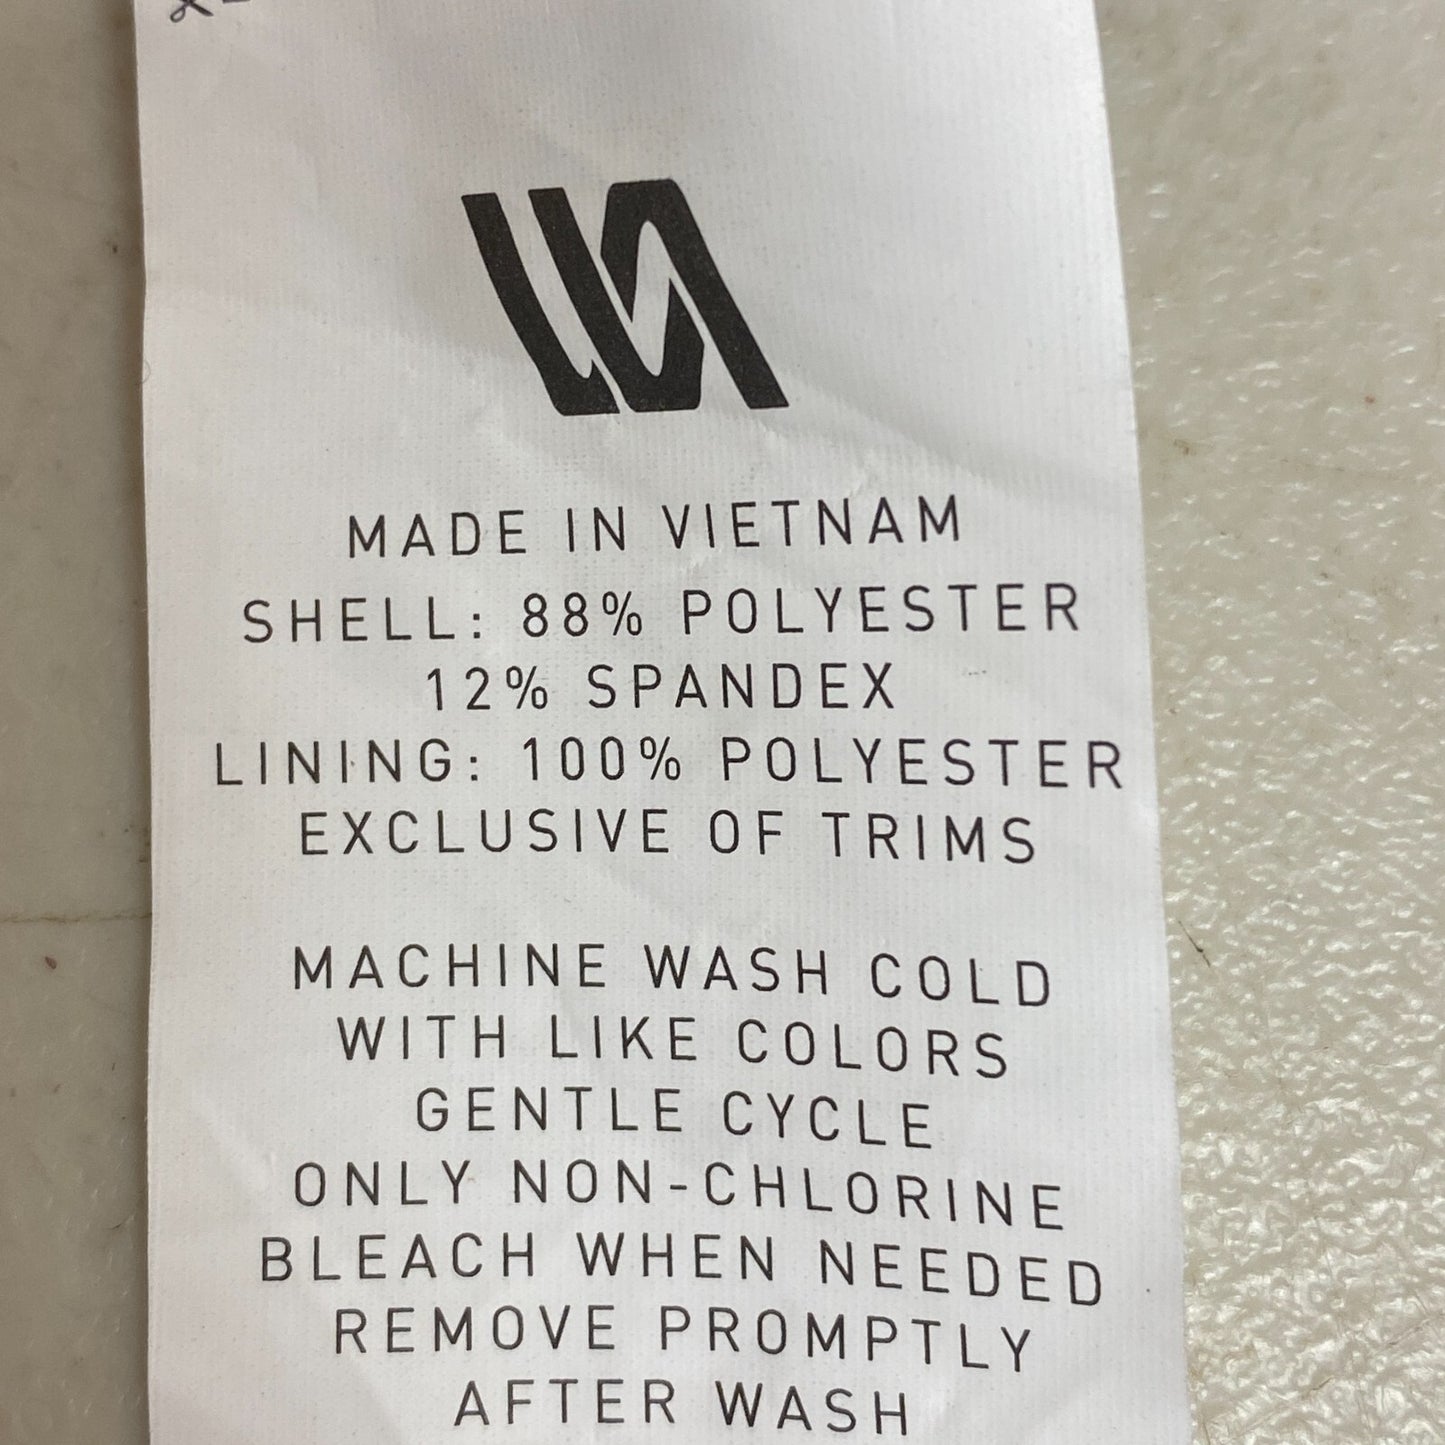 MADE IN VIETNAM
SHELL: 88% POLYESTER
12% SPANDEX
LINING: 100% POLYESTER
EXCLUSIVE OF TRIMS
MACHINE WASH COLD
WITH LIKE COLORS
GENTLE CYCLE
ONLY NON-CHLORINE
BLEACH WHEN NEEDED
REMOVE PROMPTLY
AFTER WASH